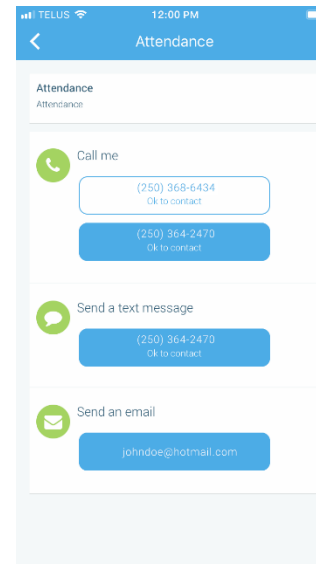 TELUS 12:00 PM
Attendance
Attendance
Attendance
Call me
(250) 368-6434
Ok to contact
(250) 364-2470
Ok to contact
Send a text message
(250) 364-2470
Ok to contact
Send an email
johndoe@hotmail.com